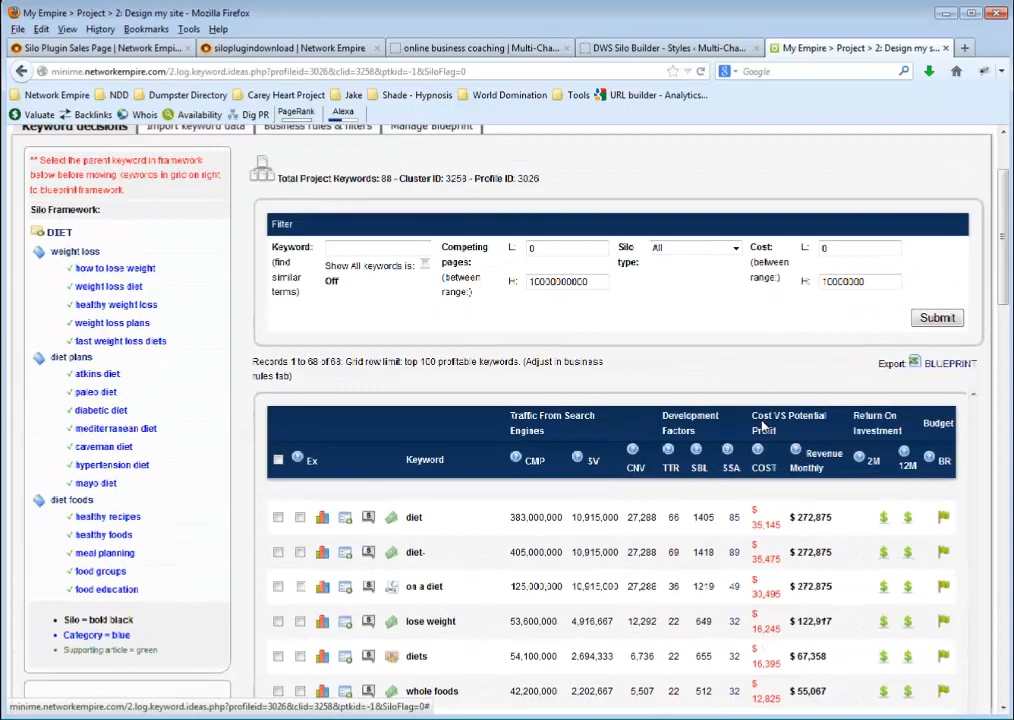 My Empire > Project > 2: Design my site - Mozilla Firefox
File Edit View History Bookmarks Tools Help
Silo Plugin Sales Page | Network Empi... × siloplugindownload | Network Empire × online business coaching | Multi-Cha... × DWS Silo Builder - Styles ‹ Multi-Cha... × My Empire > Project > 2: Design my s... × +
minime.networkempire.com/2.log.keyword.ideas.php?profileid=3026&clid=3258&ptkid=-1&SiloFlag=0 Google
Network Empire NDD Dumpster Directory Carey Heart Project Jake Shade - Hypnosis World Domination Tools URL builder - Analytics...
Valuate Backlinks Whois Availability Dig PR PageRank Alexa
Keyword decisions Import keyword data Business rules & filters Manage Blueprint
** Select the parent keyword in framework
below before moving keywords in grid on right
to blueprint framework.
Silo Framework:
DIET
weight loss
how to lose weight
weight loss diet
healthy weight loss
weight loss plans
fast weight loss diets
diet plans
atkins diet
paleo diet
diabetic diet
mediterranean diet
caveman diet
hypertension diet
mayo diet
diet foods
healthy recipes
healthy foods
meal planning
food groups
food education
• Silo = bold black
• Category = blue
• Supporting article = green
Total Project Keywords: 88 - Cluster ID: 3258 - Profile ID: 3026
Filter
Keyword:
(find
similar
terms)
Show All keywords is:
Off
Competing
pages:
(between
range:)
L: 0
H: 10000000000
Silo
type:
All
Cost:
(between
range:)
L: 0
H: 10000000
Submit
Records 1 to 68 of 68: Grid row limit: top 100 profitable keywords. (Adjust in business
rules tab)
Export: BLUEPRINT
Traffic From Search
Engines
Development
Factors
Cost VS Potential
Profit
Return On
Investment
Budget
Ex Keyword CMP SV CNV TTR SBL SSA COST Revenue
Monthly 2M 12M BR
diet 383,000,000 10,915,000 27,288 66 1405 85 $ 35,145 $ 272,875
diet- 405,000,000 10,915,000 27,288 69 1418 89 $ 35,475 $ 272,875
on a diet 125,000,000 10,915,000 27,288 36 1219 49 $ 30,495 $ 272,875
lose weight 53,600,000 4,916,667 12,292 22 649 32 $ 16,245 $ 122,917
diets 54,100,000 2,694,333 6,736 22 655 32 $ 16,395 $ 67,358
whole foods 42,200,000 2,202,667 5,507 22 512 32 $ 12,825 $ 55,067
minime.networkempire.com/2.log.keyword.ideas.php?profileid=3026&clid=3258&ptkid=-1&SiloFlag=0#